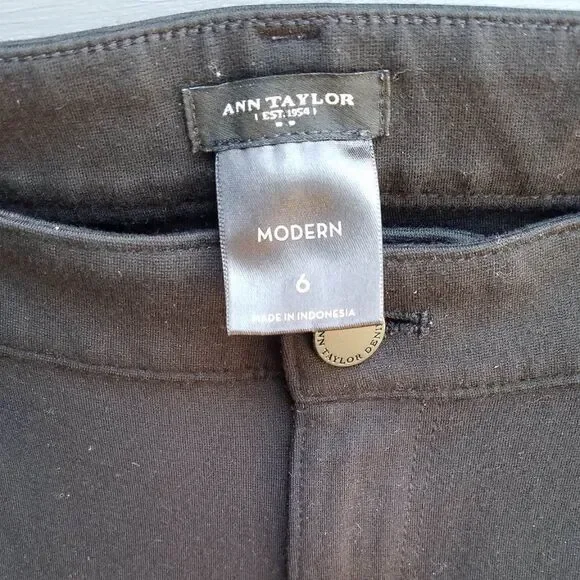 ANN TAYLOR
EST. 1954
MODERN
6
MADE IN INDONESIA
ANN TAYLOR DENIM